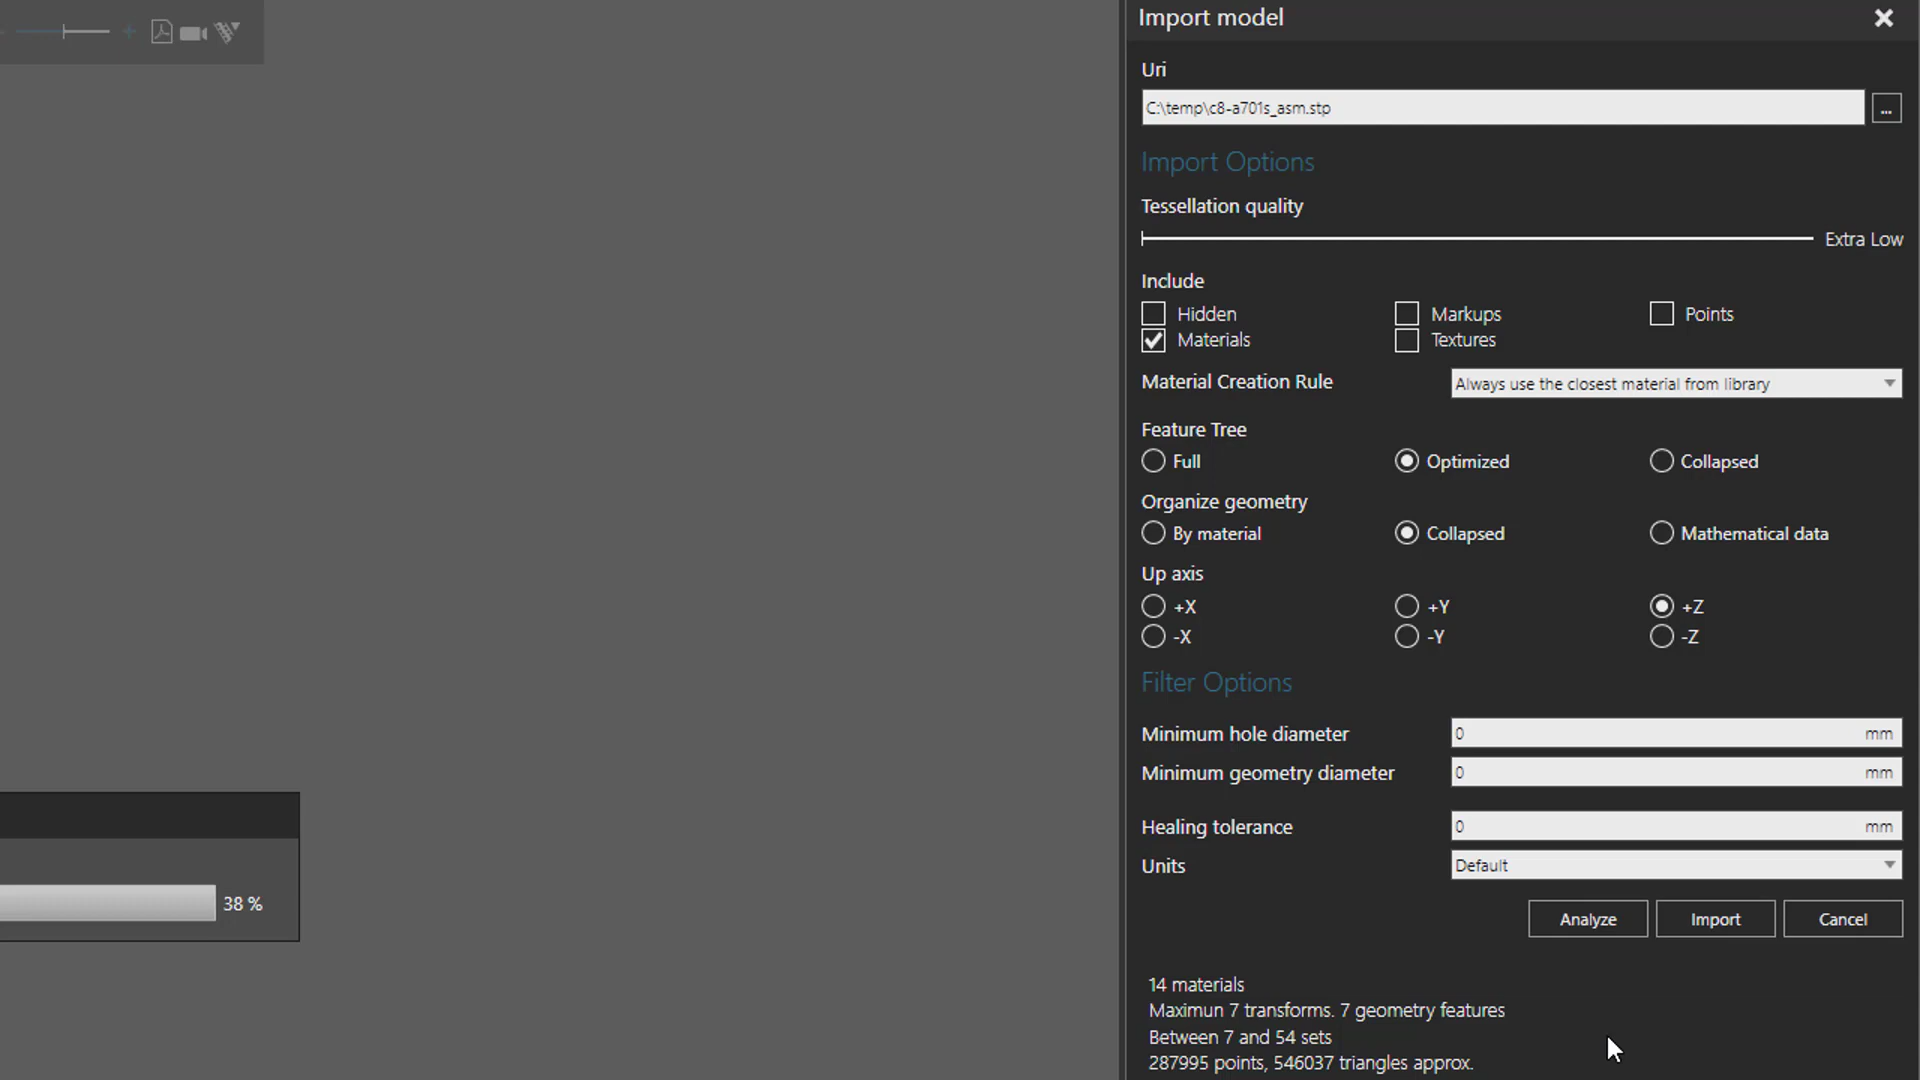 Import model
Uri
C:\temp\c8-a701s_asm.stp
...
Import Options
Tessellation quality
Extra Low
Include
Hidden Markups Points
Materials Textures
Material Creation Rule Always use the closest material from library
Feature Tree
Full Optimized Collapsed
Organize geometry
By material Collapsed Mathematical data
Up axis
+X +Y +Z
-X -Y -Z
Filter Options
Minimum hole diameter 0 mm
Minimum geometry diameter 0 mm
Healing tolerance 0 mm
Units Default
38 %
Analyze Import Cancel
14 materials
Maximun 7 transforms. 7 geometry features
Between 7 and 54 sets
287995 points, 546037 triangles approx.